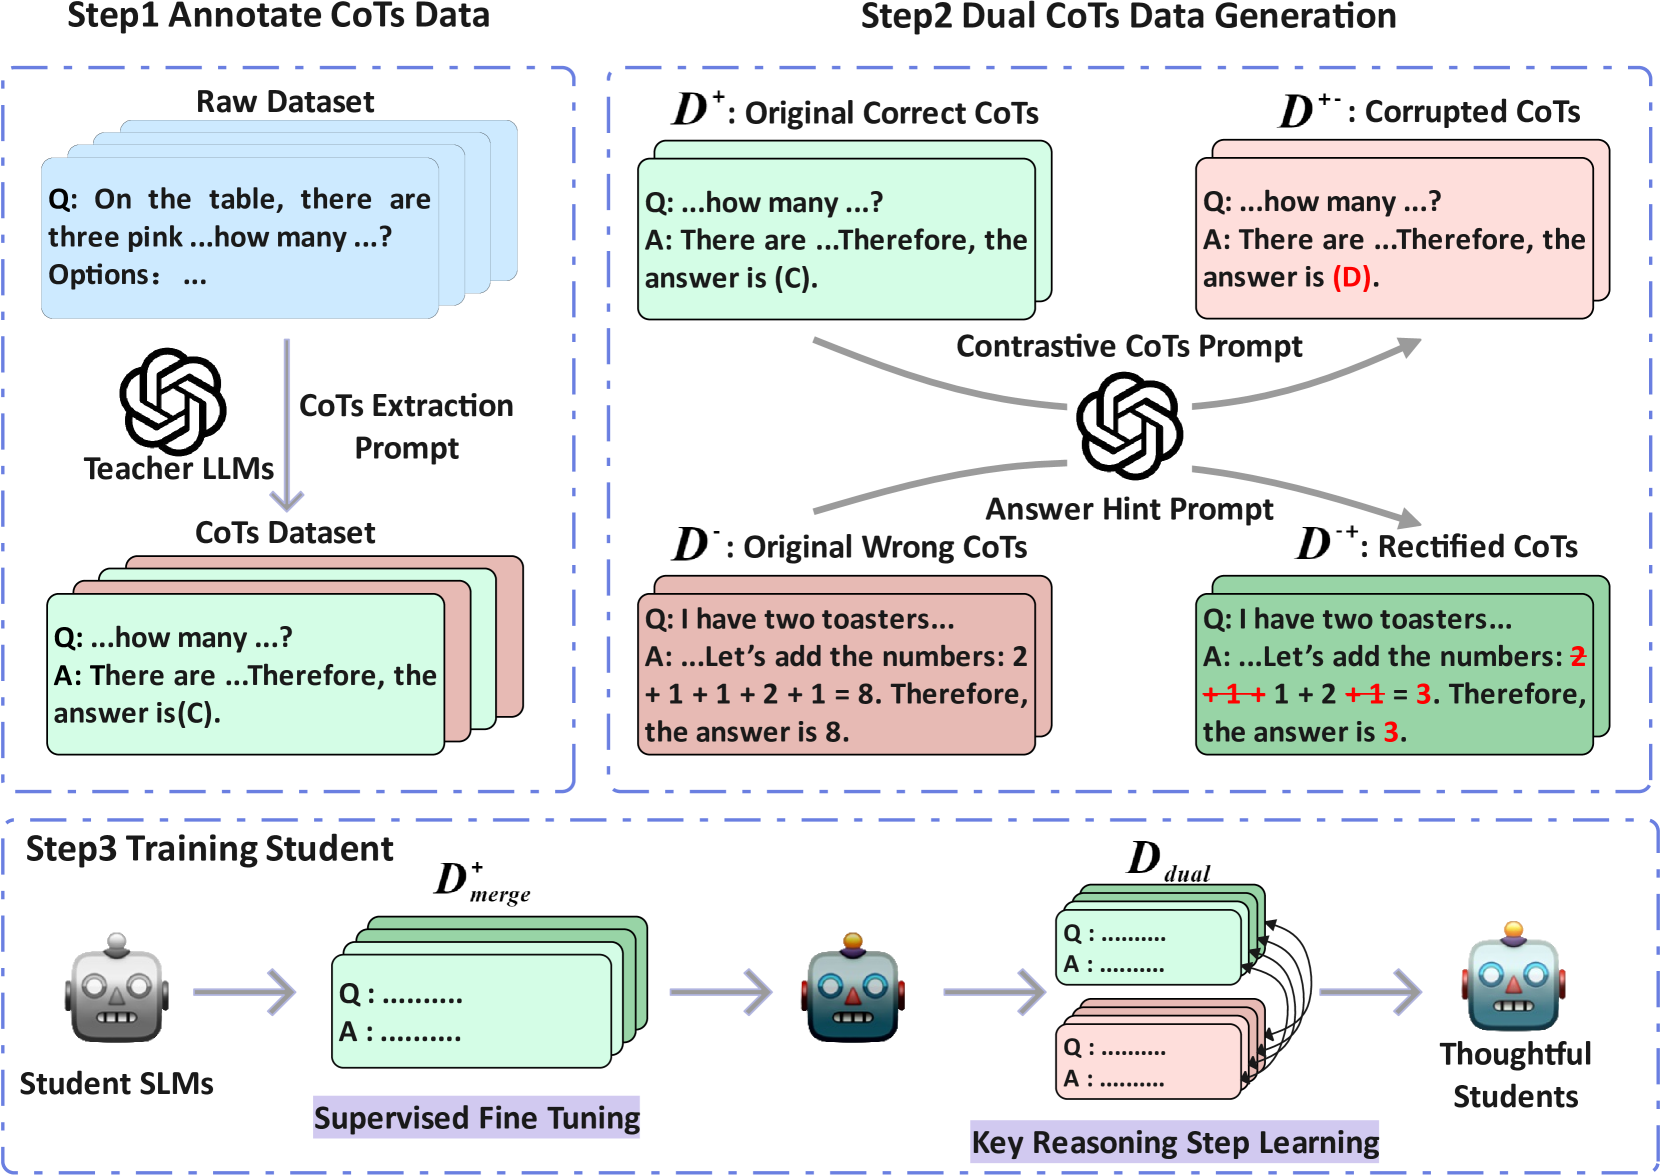 Step1 Annotate CoTs Data
Raw Dataset
Q: On the table, there are
three pink ...how many ...?
Options: ...
Teacher LLMs
CoTs Extraction
Prompt
CoTs Dataset
Q: ...how many ...?
A: There are ...Therefore, the
answer is(C).
Step2 Dual CoTs Data Generation
D+: Original Correct CoTs
Q: ...how many ...?
A: There are ...Therefore, the
answer is (C).
D+-: Corrupted CoTs
Q: ...how many ...?
A: There are ...Therefore, the
answer is (D).
Contrastive CoTs Prompt
Answer Hint Prompt
D-: Original Wrong CoTs
Q: I have two toasters...
A: ...Let's add the numbers: 2
+ 1 + 1 + 2 + 1 = 8. Therefore,
the answer is 8.
D-+: Rectified CoTs
Q: I have two toasters...
A: ...Let's add the numbers: 2
+ 1 + 1 + 2 + 1 = 3. Therefore,
the answer is 3.
Step3 Training Student
Student SLMs
D+merge
Q : ..........
A : ..........
Supervised Fine Tuning
Ddual
Q : ..........
A : ..........
Q : ..........
A : ..........
Key Reasoning Step Learning
Thoughtful
Students